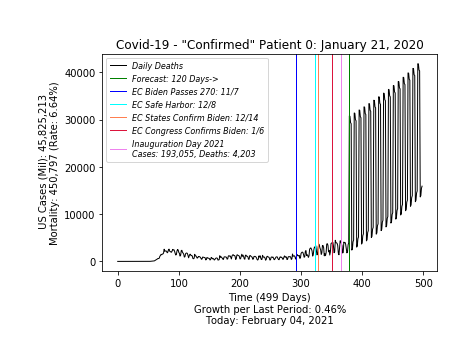 Covid-19 - "Confirmed" Patient 0: January 21, 2020
Daily Deaths
Forecast: 120 Days->
EC Biden Passes 270: 11/7
EC Safe Harbor: 12/8
EC States Confirm Biden: 12/14
EC Congress Confirms Biden: 1/6
Inauguration Day 2021
Cases: 193,055, Deaths: 4,203
US Cases (Mil): 45,825,213
Mortality: 450,797 (Rate: 6.64%)
40000
30000
20000
10000
0
0 100 200 300 400 500
Time (499 Days)
Growth per Last Period: 0.46%
Today: February 04, 2021